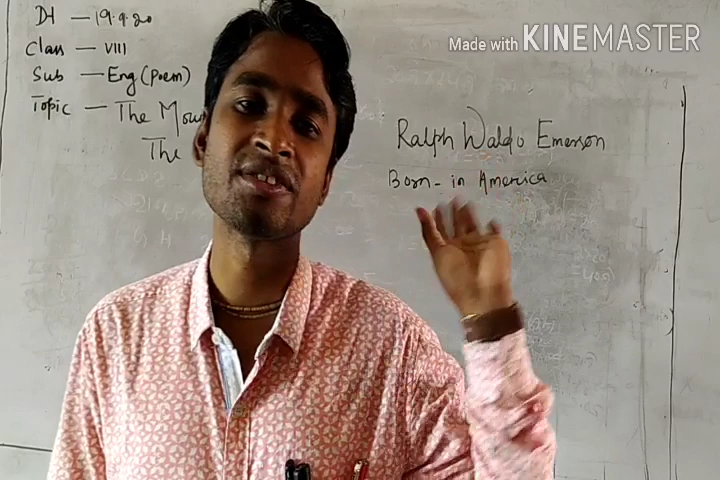 Made with KINEMASTER
Dt — 19.9.20
Class — VIII
Sub — Eng (Poem)
Topic — The
The
Ralph Waldo Emerson
Born - in America